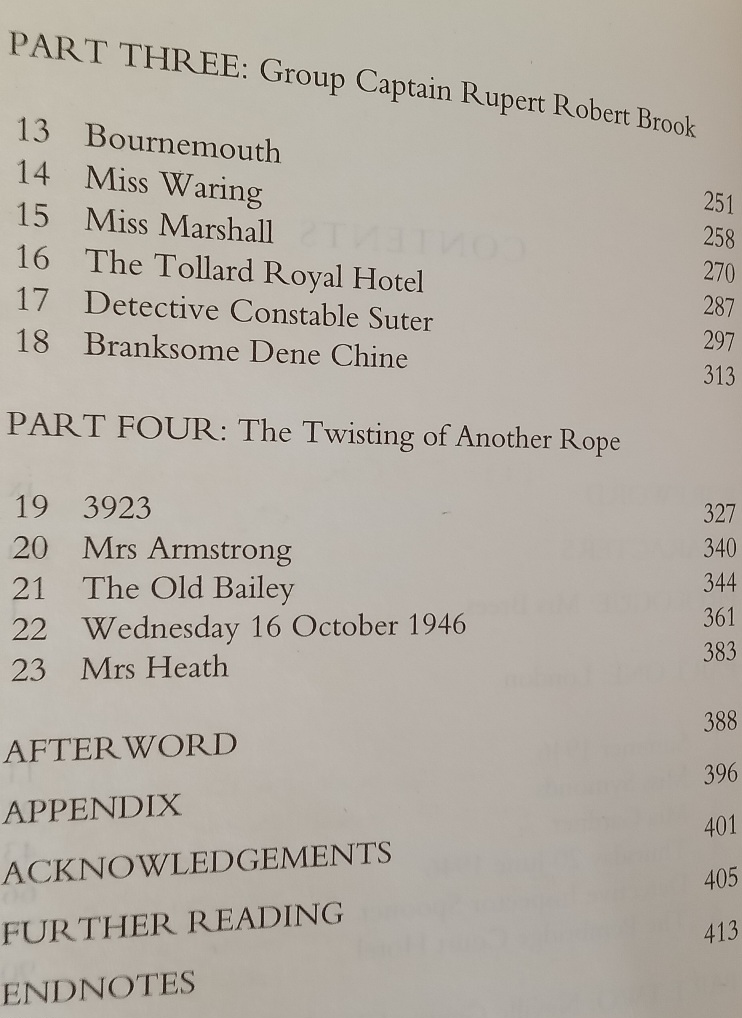 PART THREE: Group Captain Rupert Robert Brook
13 Bournemouth 251
14 Miss Waring 258
15 Miss Marshall 270
16 The Tollard Royal Hotel 287
17 Detective Constable Suter 297
18 Branksome Dene Chine 313
PART FOUR: The Twisting of Another Rope
19 3923 327
20 Mrs Armstrong 340
21 The Old Bailey 344
22 Wednesday 16 October 1946 361
23 Mrs Heath 383
AFTERWORD 388
APPENDIX 396
ACKNOWLEDGEMENTS 401
FURTHER READING 405
ENDNOTES 413